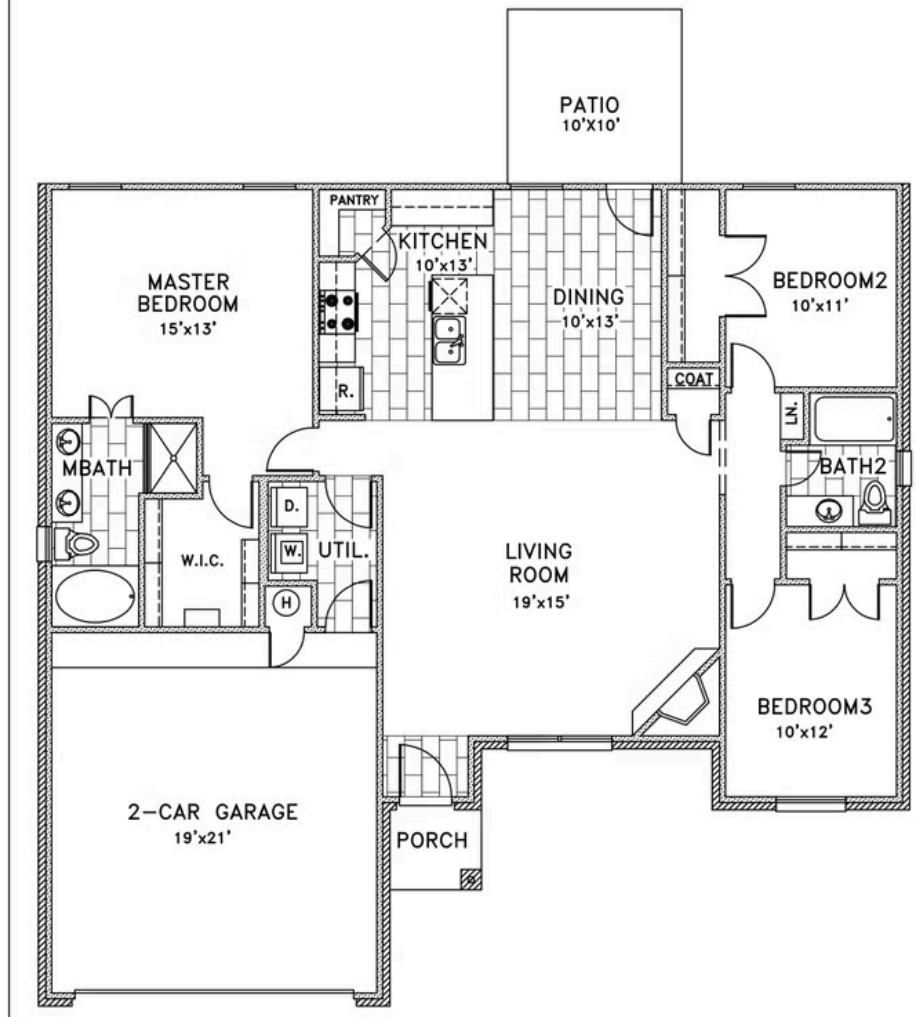 PATIO
10'X10'
PANTRY
KITCHEN
10'x13'
MASTER
BEDROOM
15'x13'
DINING
10'x13'
BEDROOM2
10'x11'
R.
COAT
LN.
MBATH
BATH2
D.
W.
UTIL.
W.I.C.
H
LIVING
ROOM
19'x15'
BEDROOM3
10'x12'
2-CAR GARAGE
19'x21'
PORCH